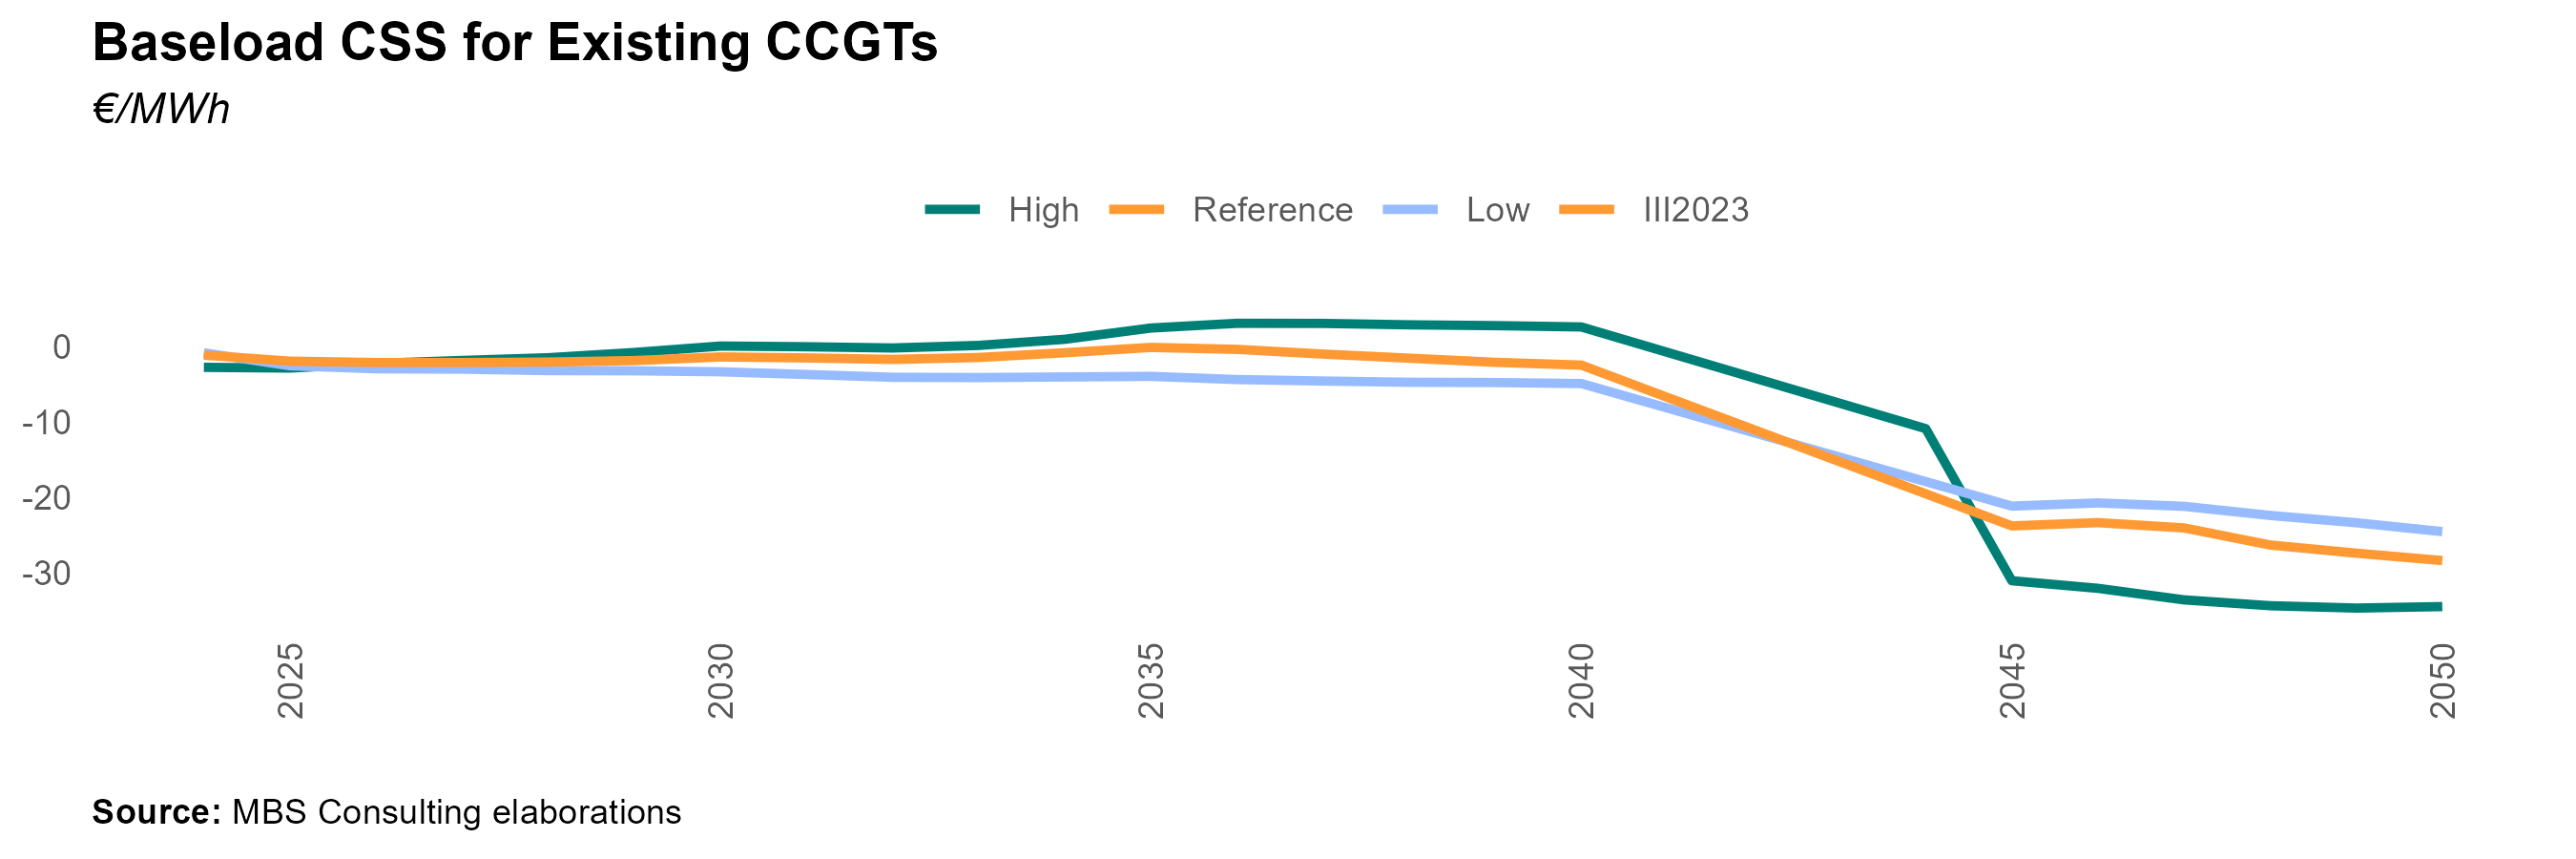 Baseload CSS for Existing CCGTs
€/MWh
High Reference Low III2023
0
-10
-20
-30
2025 2030 2035 2040 2045 2050
Source: MBS Consulting elaborations